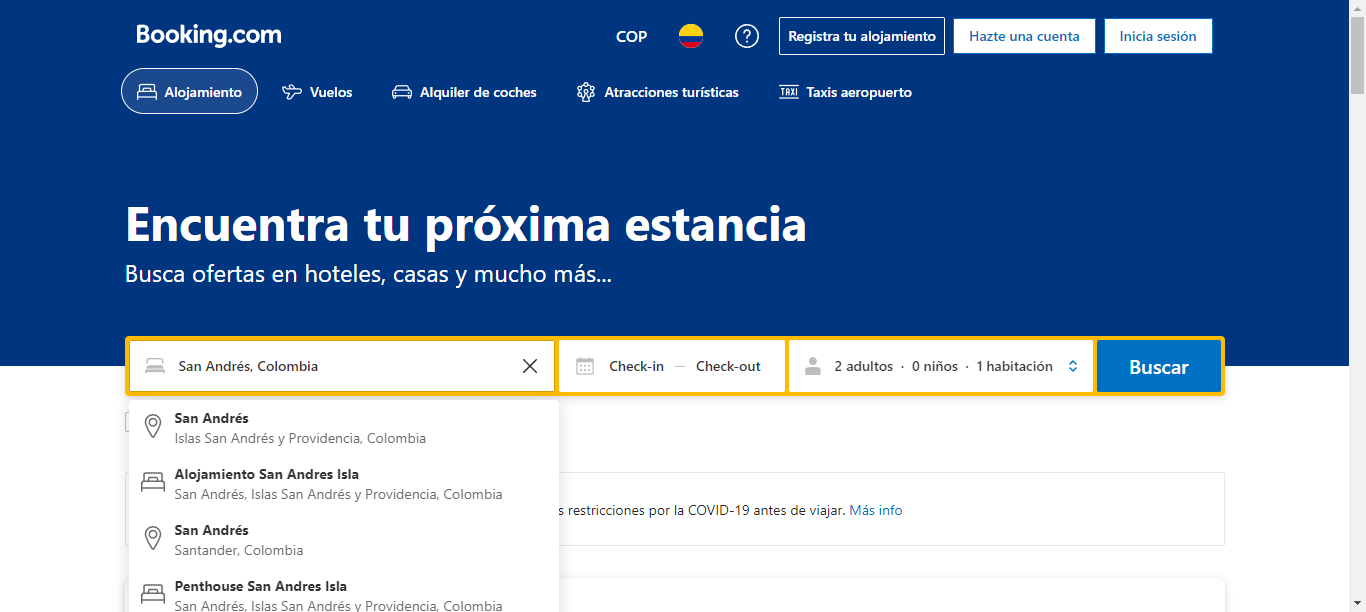 Booking.com
COP
Registra tu alojamiento
Hazte una cuenta
Inicia sesión
Alojamiento
Vuelos
Alquiler de coches
Atracciones turísticas
TAXI Taxis aeropuerto
Encuentra tu próxima estancia
Busca ofertas en hoteles, casas y mucho más...
San Andrés, Colombia
Check-in — Check-out
2 adultos · 0 niños · 1 habitación
Buscar
San Andrés
Islas San Andrés y Providencia, Colombia
Alojamiento San Andres Isla
San Andrés, Islas San Andrés y Providencia, Colombia
s restricciones por la COVID-19 antes de viajar. Más info
San Andrés
Santander, Colombia
Penthouse San Andres Isla
San Andrés, Islas San Andrés y Providencia, Colombia